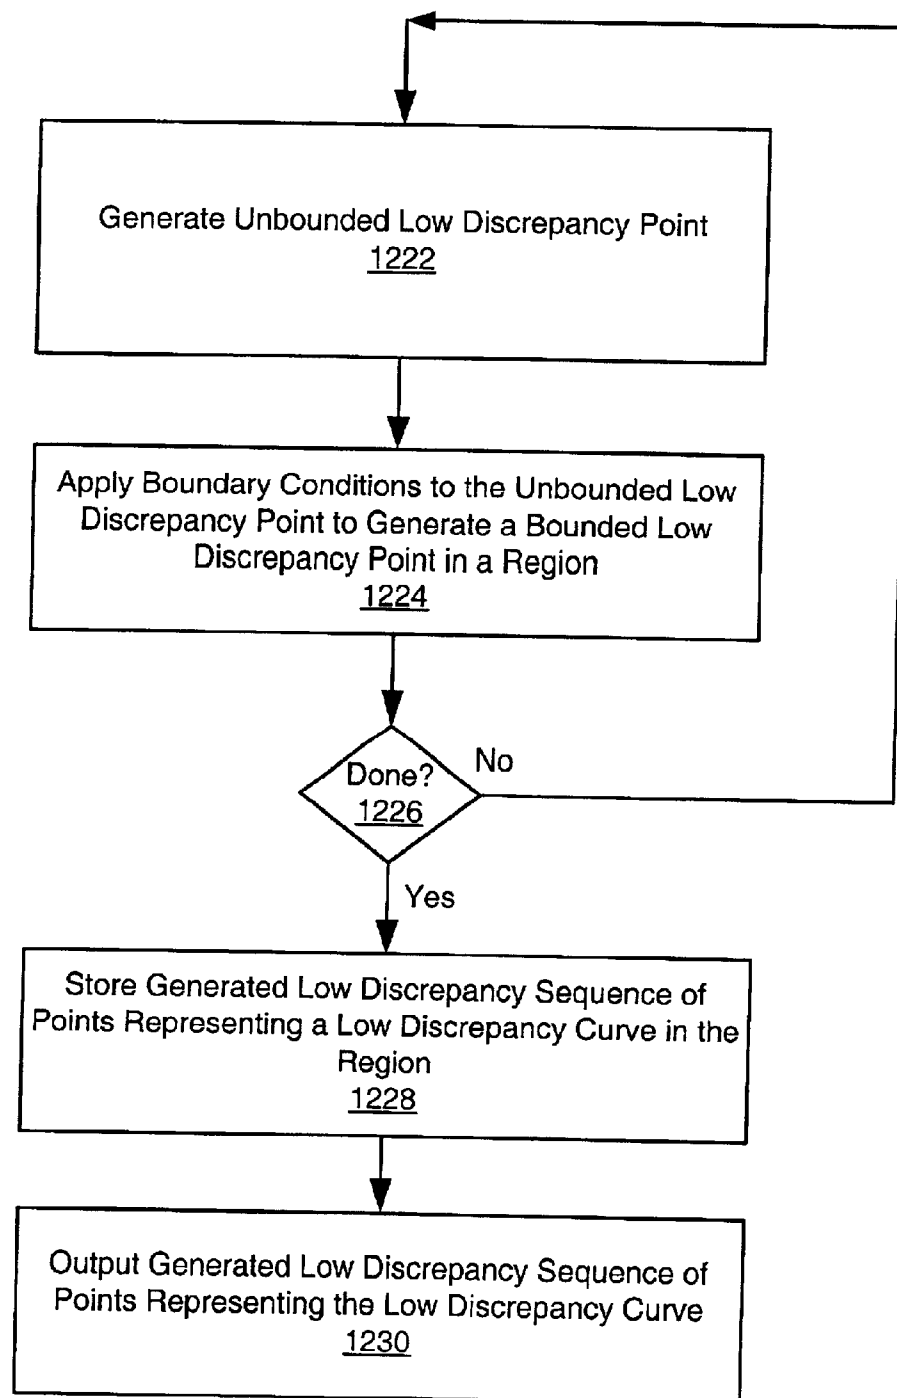 Generate Unbounded Low Discrepancy Point
1222
Apply Boundary Conditions to the Unbounded Low
Discrepancy Point to Generate a Bounded Low
Discrepancy Point in a Region
1224
Done?
1226
No
Yes
Store Generated Low Discrepancy Sequence of
Points Representing a Low Discrepancy Curve in the
Region
1228
Output Generated Low Discrepancy Sequence of
Points Representing the Low Discrepancy Curve
1230